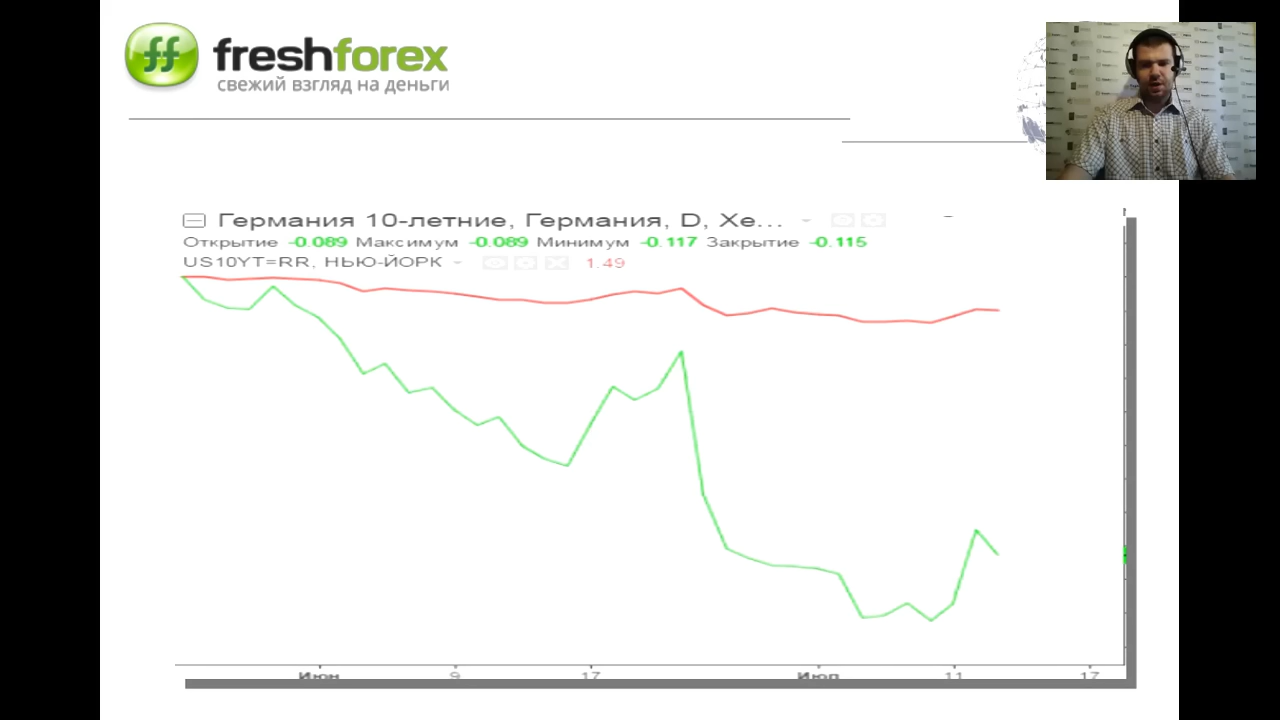 ff freshforex
свежий взгляд на деньги
Германия 10-летние, Германия, D, Хе...
Открытие -0.089 Максимум -0.089 Минимум -0.117 Закрытие -0.115
US10YT=RR, НЬЮ-ЙОРК 1.49
Июн 9 17 Июл 11 17